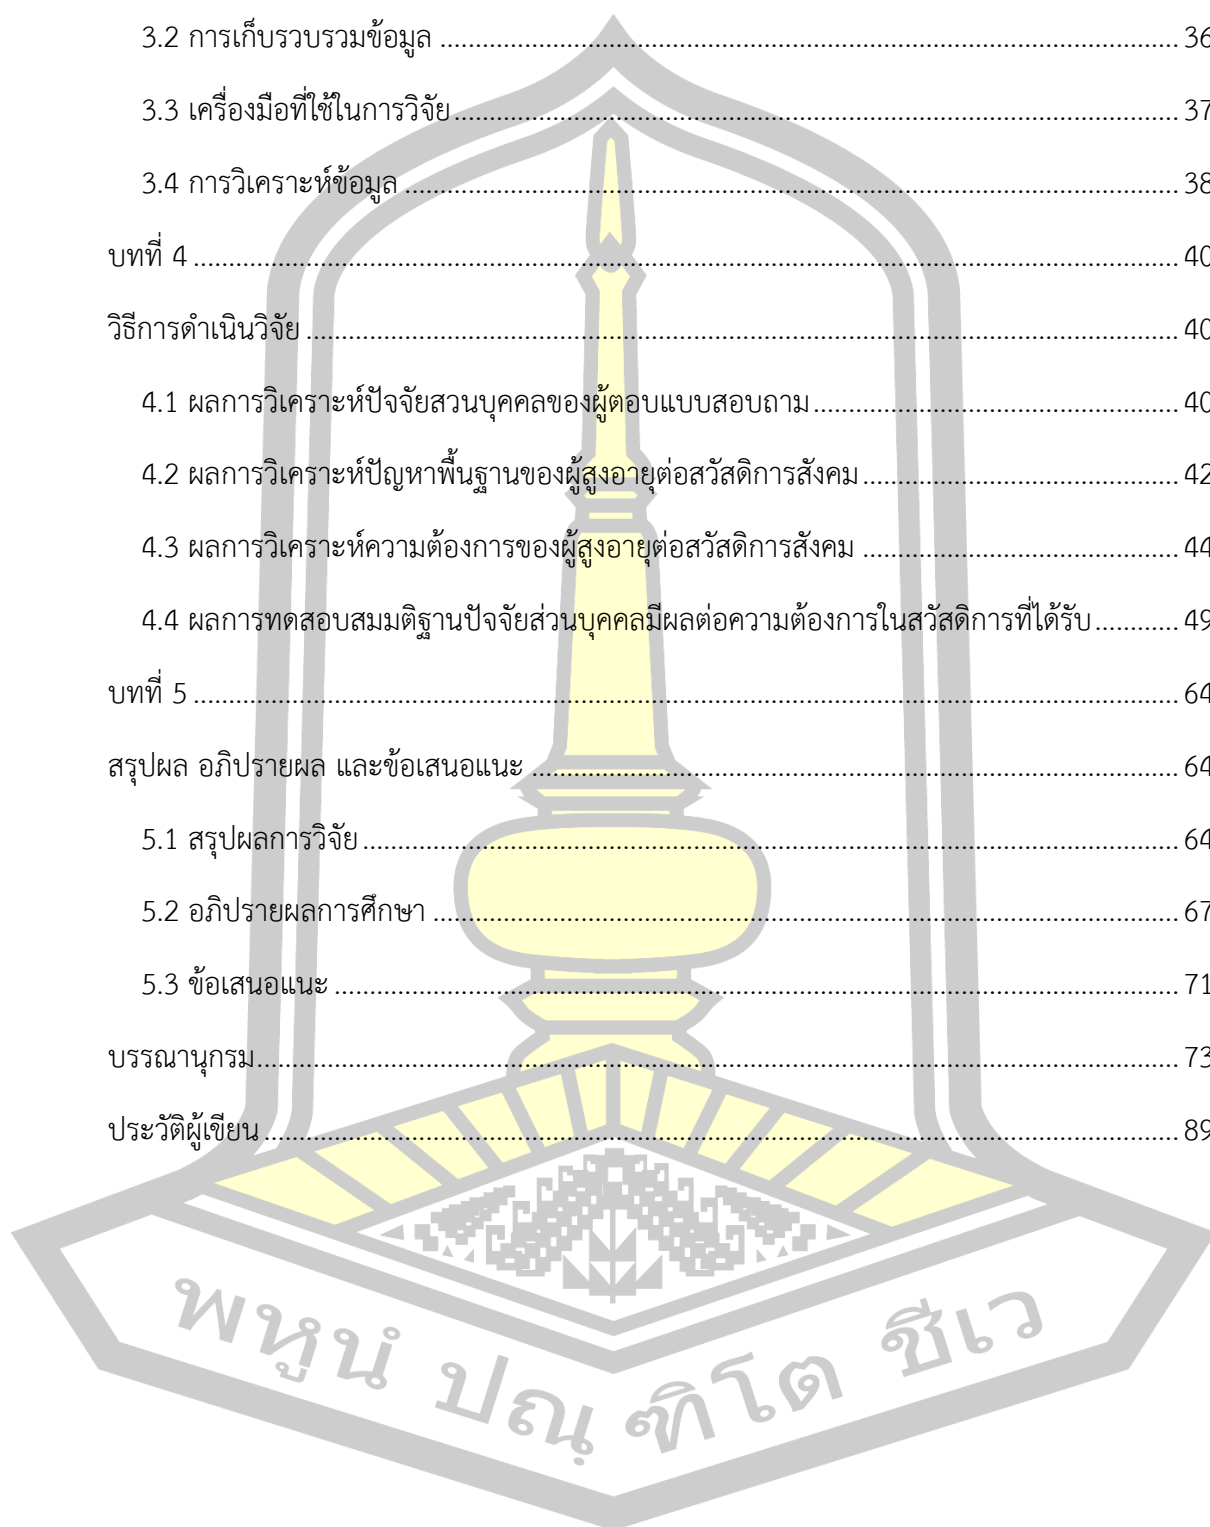 3.2 การเก็บรวบรวมข้อมูล ........................................ 36
3.3 เครื่องมือที่ใช้ในการวิจัย ........................................ 37
3.4 การวิเคราะห์ข้อมูล ........................................ 38
บทที่ 4 ........................................ 40
วิธีการดำเนินวิจัย ........................................ 40
4.1 ผลการวิเคราะห์ปัจจัยสวนบุคคลของผู้ตอบแบบสอบถาม ........................................ 40
4.2 ผลการวิเคราะห์ปัญหาพื้นฐานของผู้สูงอายุต่อสวัสดิการสังคม ........................................ 42
4.3 ผลการวิเคราะห์ความต้องการของผู้สูงอายุต่อสวัสดิการสังคม ........................................ 44
4.4 ผลการทดสอบสมมติฐานปัจจัยส่วนบุคคลมีผลต่อความต้องการในสวัสดิการที่ได้รับ ............ 49
บทที่ 5 ........................................ 64
สรุปผล อภิปรายผล และข้อเสนอแนะ ........................................ 64
5.1 สรุปผลการวิจัย ........................................ 64
5.2 อภิปรายผลการศึกษา ........................................ 67
5.3 ข้อเสนอแนะ ........................................ 71
บรรณานุกรม ........................................ 73
ประวัติผู้เขียน ........................................ 89
พหูนํ ปณฺฑิโต ชีเว